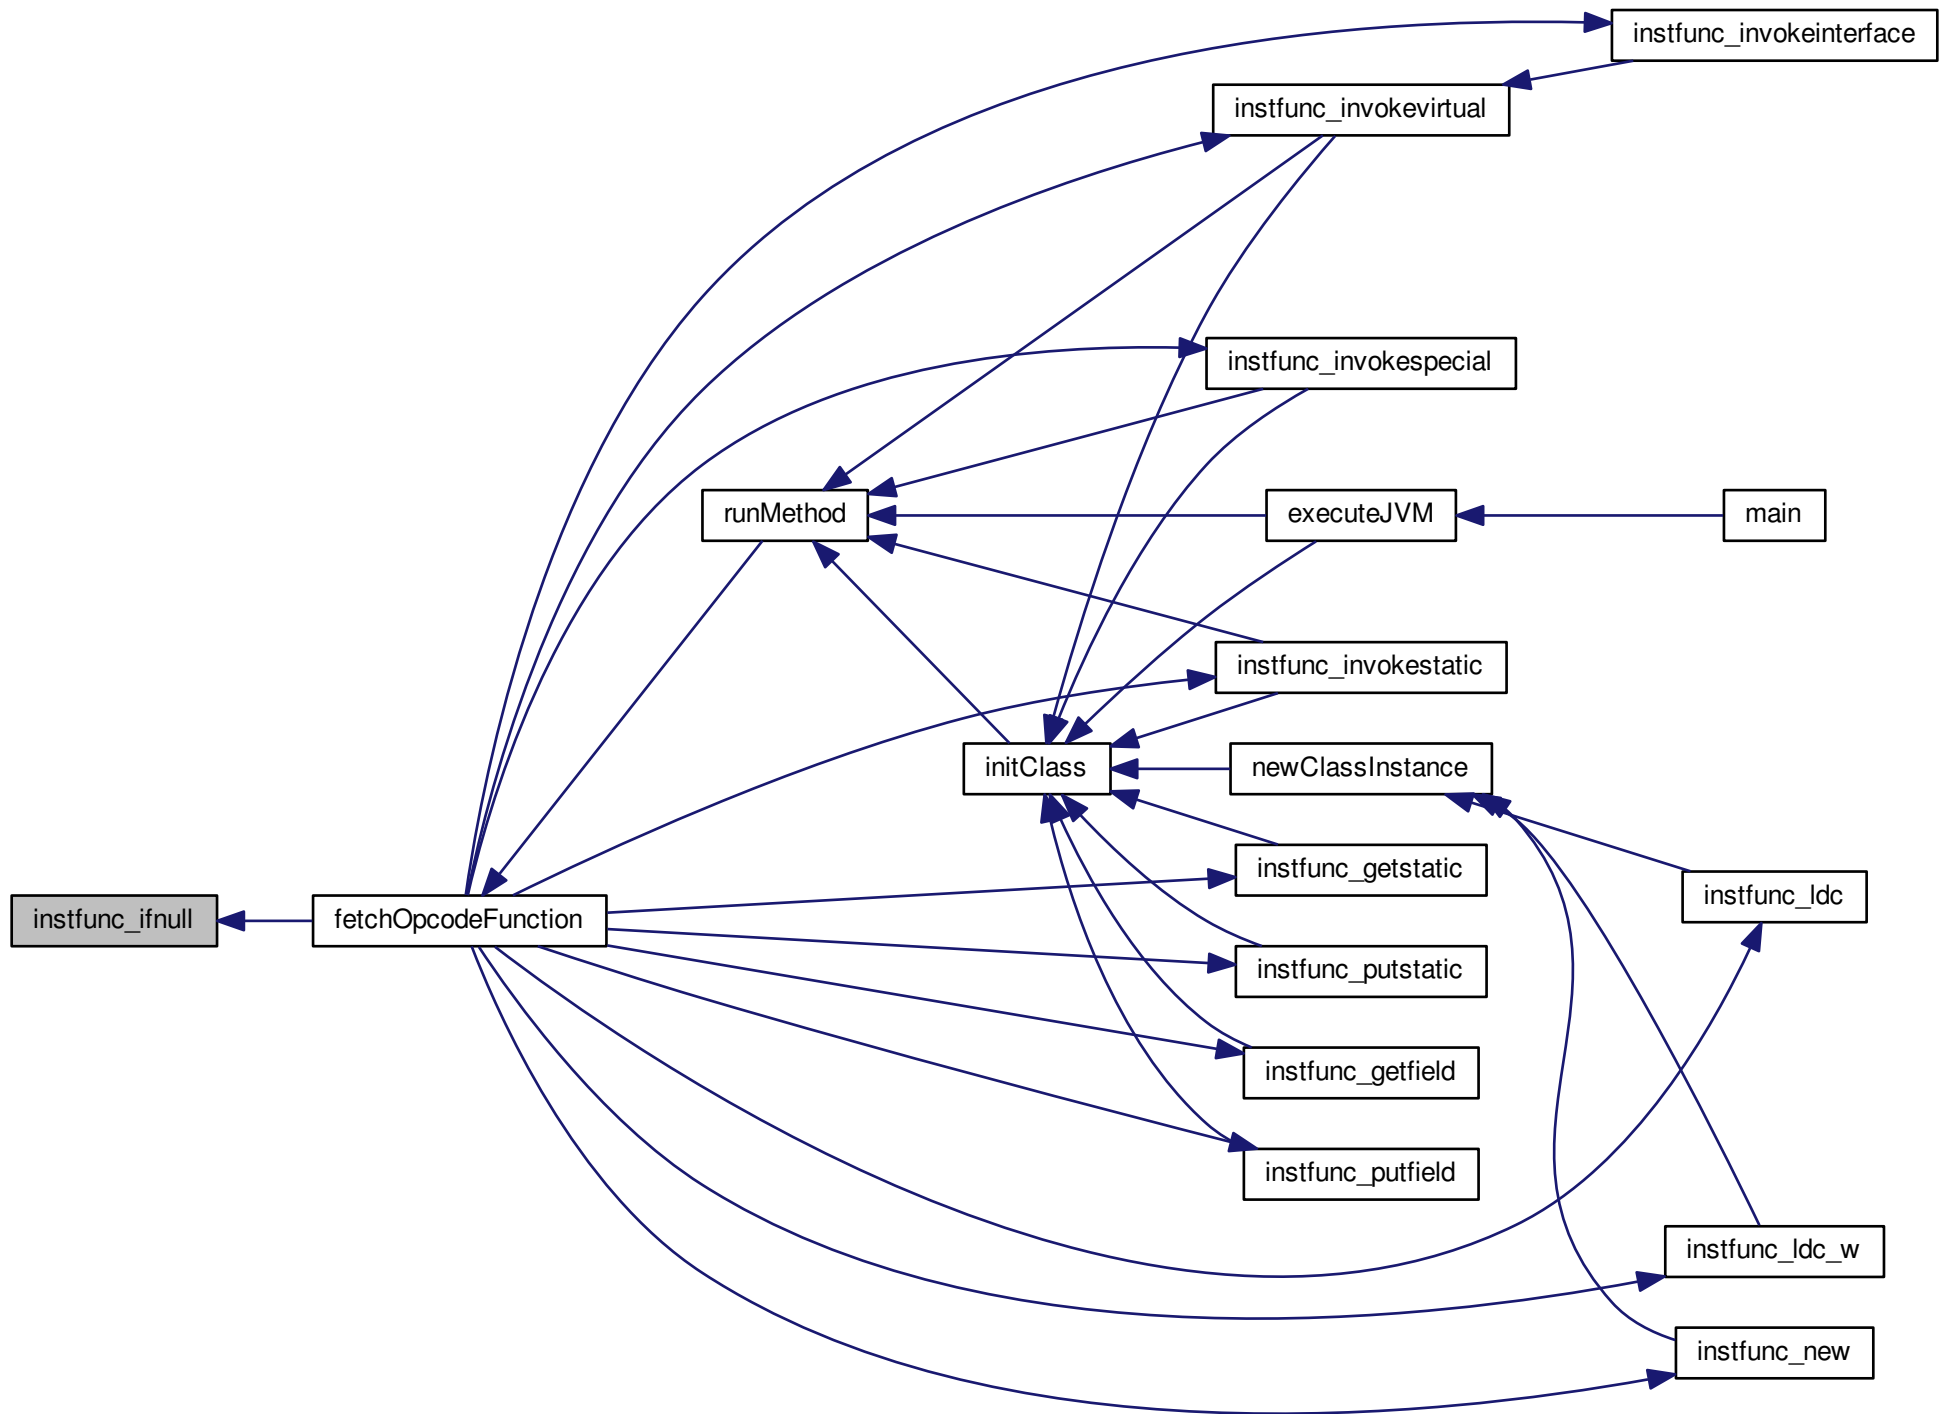 instfunc_invokeinterface
instfunc_invokevirtual
instfunc_invokespecial
runMethod
executeJVM
main
instfunc_invokestatic
initClass
newClassInstance
instfunc_getstatic
instfunc_ldc
instfunc_ifnull
fetchOpcodeFunction
instfunc_putstatic
instfunc_getfield
instfunc_putfield
instfunc_ldc_w
instfunc_new